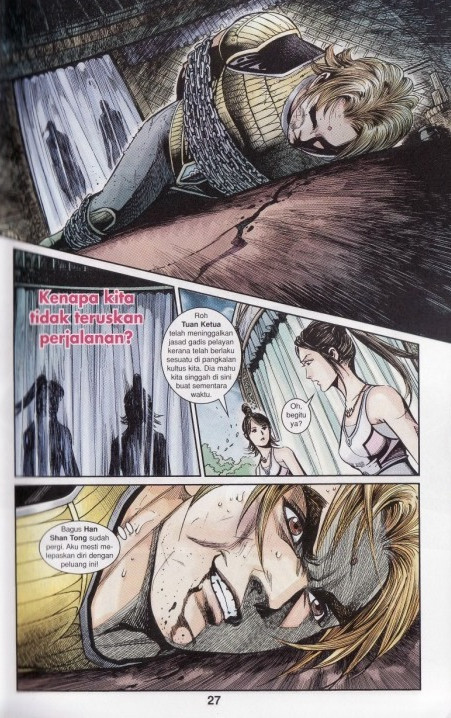 Kenapa kita
tidak teruskan
perjalanan?
Roh
Tuan Ketua
telah meninggalkan
jasad gadis pelayan
kerana telah berlaku
sesuatu di pangkalan
kultus kita. Dia mahu
kita singgah di sini
buat sementara
waktu.
Oh,
begitu
ya?
Bagus Han
Shan Tong sudah
pergi. Aku mesti me-
lepaskan diri dengan
peluang ini!
27